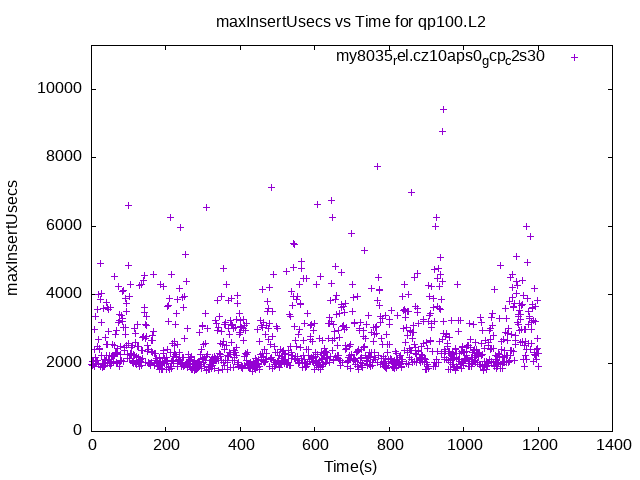 maxInsertUsecs vs Time for qp100.L2
my8035rel.cz10aps0gcpc2s30
10000
8000
6000
4000
2000
0
maxInsertUsecs
0 200 400 600 800 1000 1200 1400
Time(s)